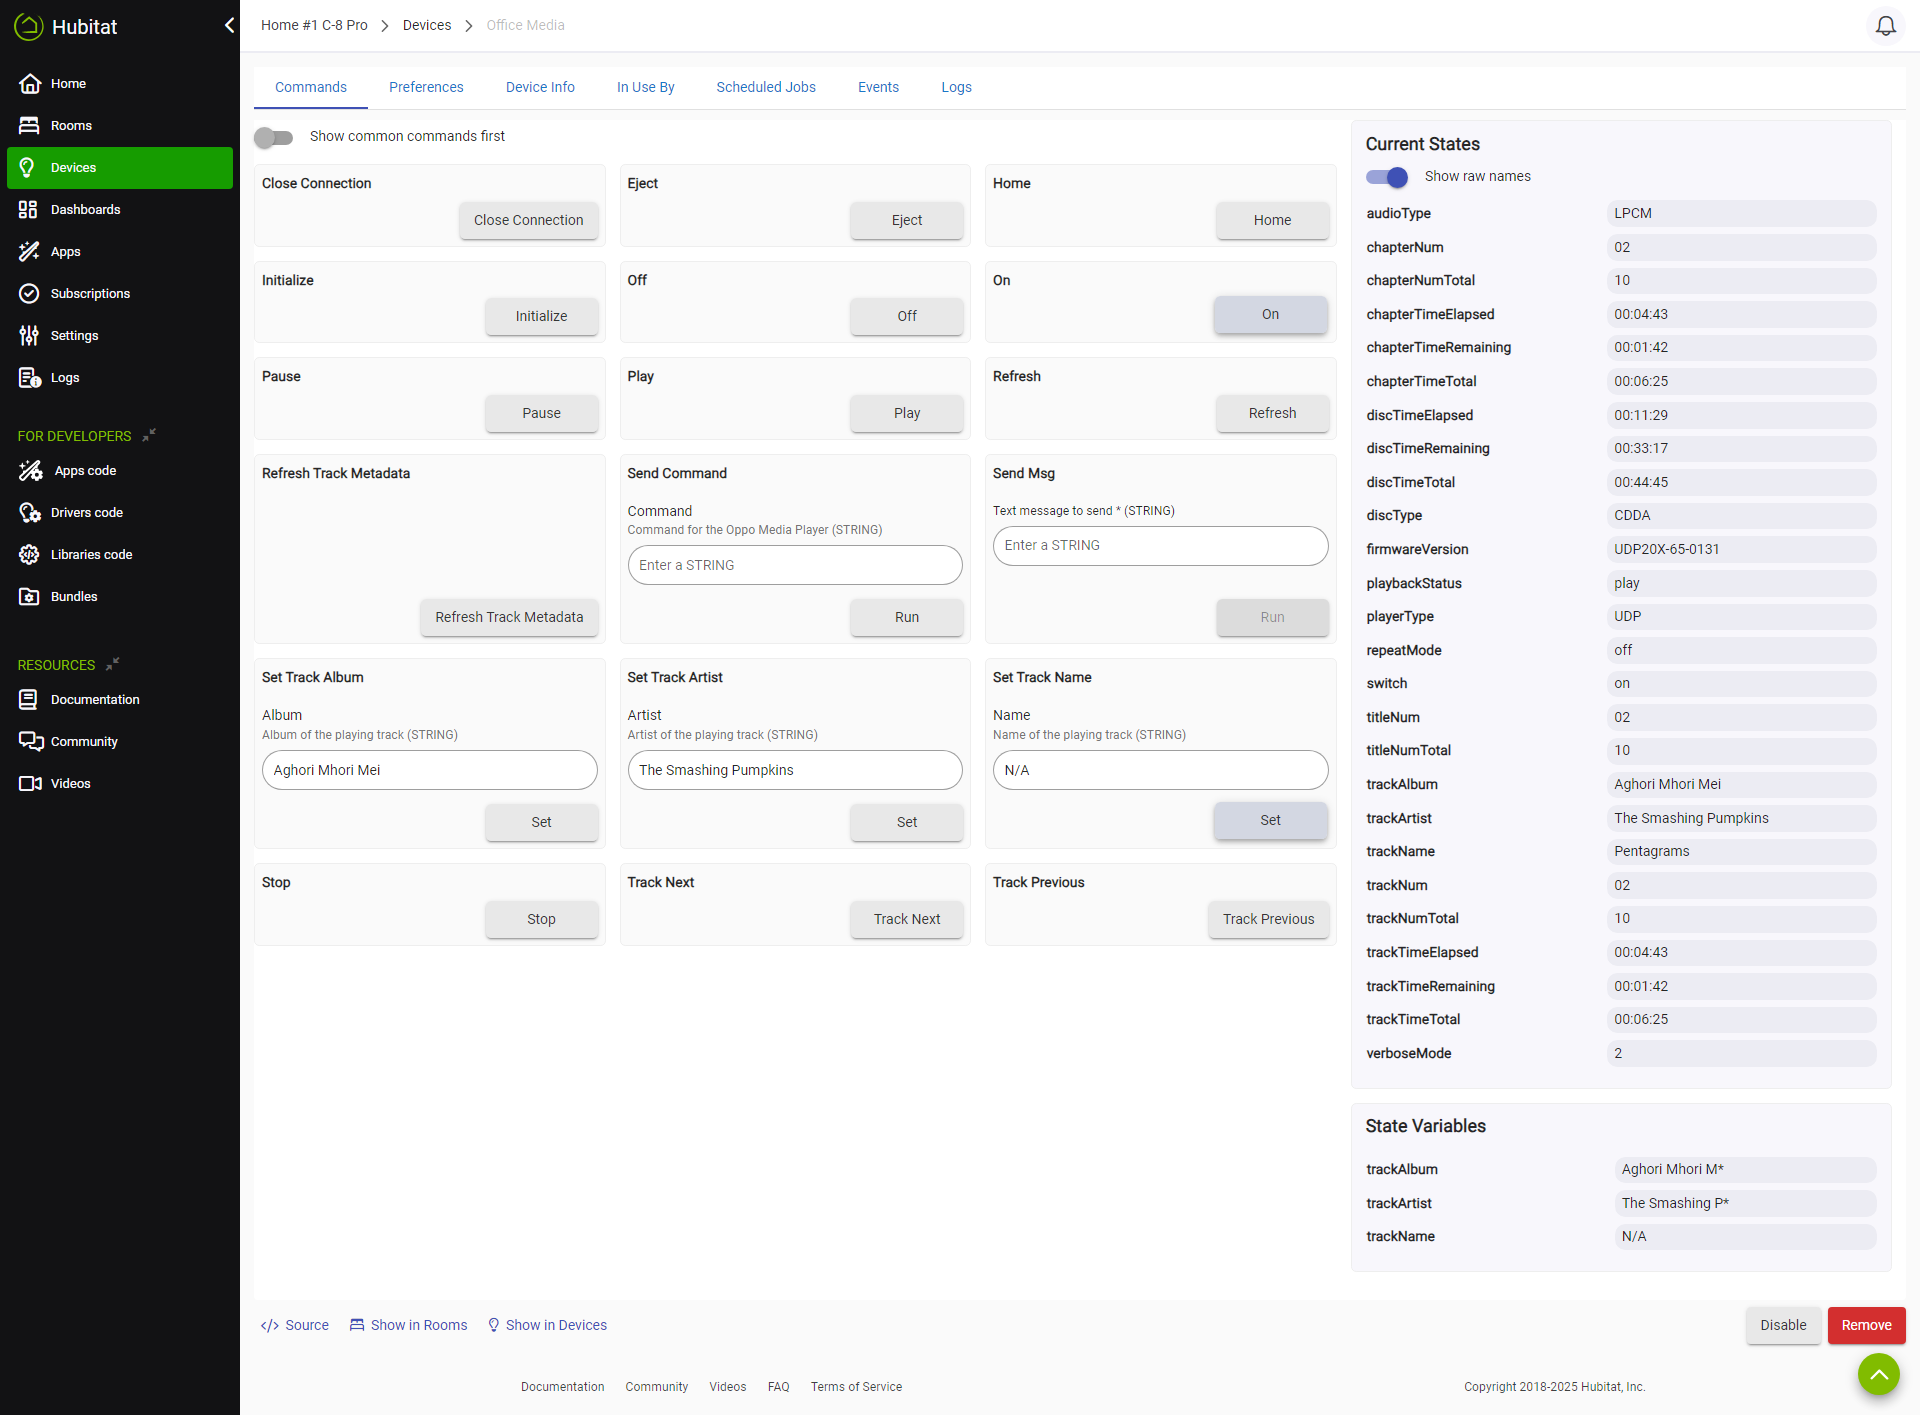 Hubitat
Home #1 C-8 Pro
Devices
Office Media
Home
Rooms
Devices
Dashboards
Apps
Subscriptions
Settings
Logs
FOR DEVELOPERS
Apps code
Drivers code
Libraries code
Bundles
RESOURCES
Documentation
Community
Videos
Commands
Preferences
Device Info
In Use By
Scheduled Jobs
Events
Logs
Show common commands first
Close Connection
Close Connection
Eject
Eject
Home
Home
Initialize
Initialize
Off
Off
On
On
Pause
Pause
Play
Play
Refresh
Refresh
Refresh Track Metadata
Refresh Track Metadata
Send Command
Command
Command for the Oppo Media Player (STRING)
Enter a STRING
Run
Send Msg
Text message to send * (STRING)
Enter a STRING
Run
Set Track Album
Album
Album of the playing track (STRING)
Aghori Mhori Mei
Set
Set Track Artist
Artist
Artist of the playing track (STRING)
The Smashing Pumpkins
Set
Set Track Name
Name
Name of the playing track (STRING)
N/A
Set
Stop
Stop
Track Next
Track Next
Track Previous
Track Previous
Current States
Show raw names
audioType LPCM
chapterNum 02
chapterNumTotal 10
chapterTimeElapsed 00:04:43
chapterTimeRemaining 00:01:42
chapterTimeTotal 00:06:25
discTimeElapsed 00:11:29
discTimeRemaining 00:33:17
discTimeTotal 00:44:45
discType CDDA
firmwareVersion UDP20X-65-0131
playbackStatus play
playerType UDP
repeatMode off
switch on
titleNum 02
titleNumTotal 10
trackAlbum Aghori Mhori Mei
trackArtist The Smashing Pumpkins
trackName Pentagrams
trackNum 02
trackNumTotal 10
trackTimeElapsed 00:04:43
trackTimeRemaining 00:01:42
trackTimeTotal 00:06:25
verboseMode 2
State Variables
trackAlbum Aghori Mhori M*
trackArtist The Smashing P*
trackName N/A
</> Source
Show in Rooms
Show in Devices
Disable
Remove
Documentation
Community
Videos
FAQ
Terms of Service
Copyright 2018-2025 Hubitat, Inc.